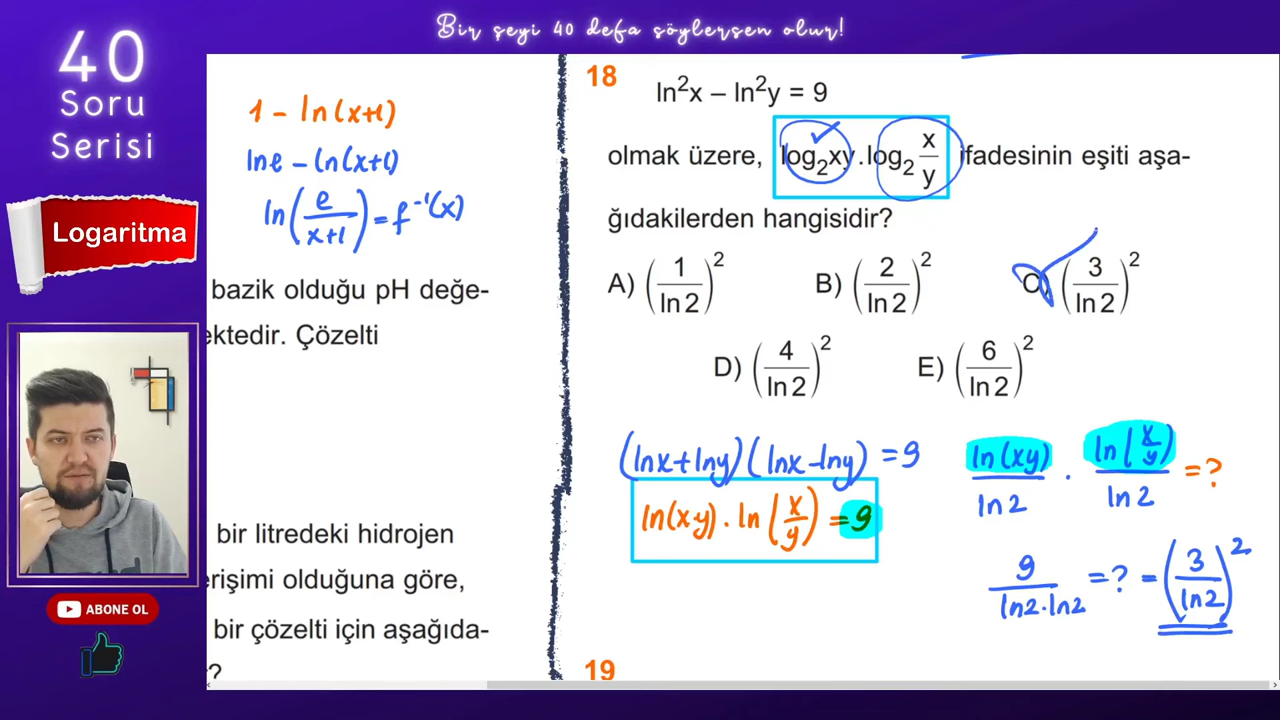 Bir şeyi 40 defa söylersen olur!
40
Soru
Serisi
Logaritma
ABONE OL
1 - ln(x+1)
lne - ln(x+1)
ln(e/(x+1)) = f⁻¹(x)
bazik olduğu pH değe-
ktedir. Çözelti
bir litredeki hidrojen
erişimi olduğuna göre,
bir çözelti için aşağıda-
?
18
ln²x – ln²y = 9
olmak üzere, log₂xy . log₂ x/y ifadesinin eşiti aşa-
ğıdakilerden hangisidir?
A) (1/ln2)² B) (2/ln2)² C) (3/ln2)²
D) (4/ln2)² E) (6/ln2)²
(lnx+lny)(lnx-lny) = 9
ln(x.y) . ln(x/y) = 9
ln(xy)/ln2 . ln(x/y)/ln2 = ?
9/(ln2.ln2) = ? = (3/ln2)²
19